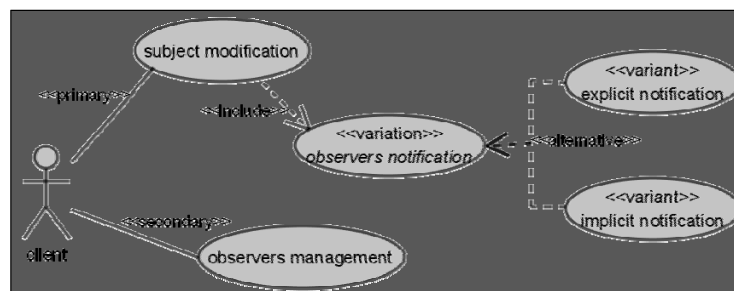 subject modification
<<variant>>
explicit notification
<<primary>>
<<include>>
<<variation>>
observers notification
<<alternative>>
<<variant>>
implicit notification
<<secondary>>
client
observers management